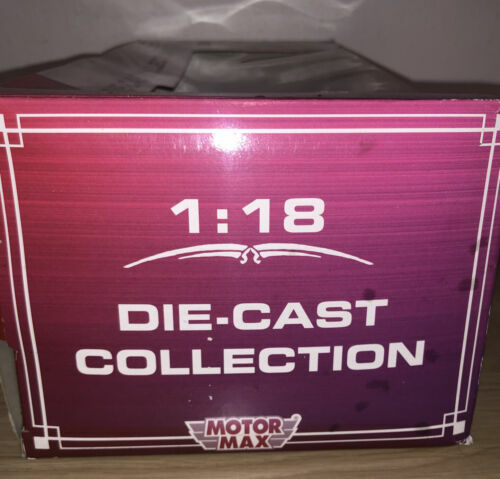 1:18
DIE-CAST
COLLECTION
MOTOR
MAX
®